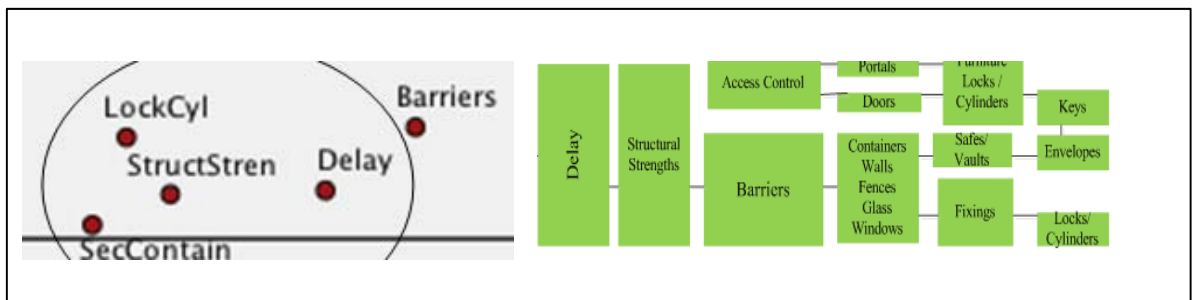 LockCyl
Barriers
StructStren
Delay
SecContain
Delay
Structural
Strengths
Access Control
Portals
Doors
Furniture
Locks /
Cylinders
Keys
Barriers
Containers
Walls
Fences
Glass
Windows
Safes/
Vaults
Envelopes
Fixings
Locks/
Cylinders